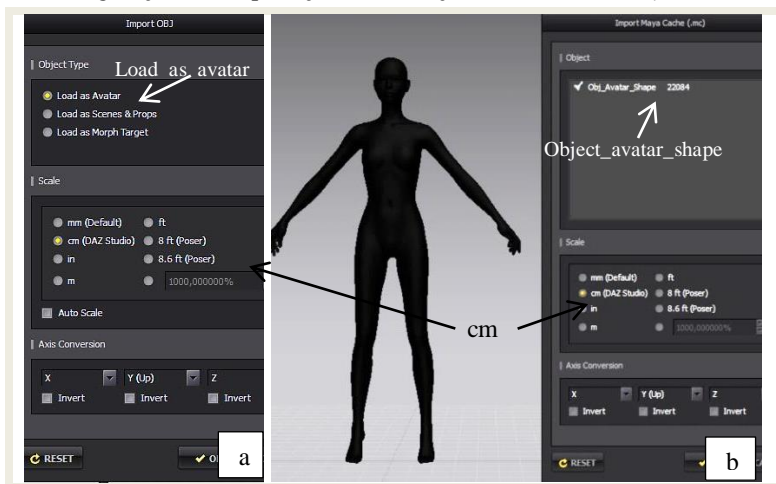 Import OBJ
Object Type
Load as avatar
Load as Avatar
Load as Scenes & Props
Load as Morph Target
Scale
mm (Default) ft
cm (DAZ Studio) 8 ft (Poser)
in 8.6 ft (Poser)
m 1000,000000%
Auto Scale
Axis Conversion
X Y (Up) Z
Invert Invert Invert
RESET
a
cm
Import Maya Cache (.mc)
Object
Obj_Avatar_Shape 22084
Object_avatar_shape
Scale
mm (Default) ft
cm (DAZ Studio) 8 ft (Poser)
in 8.6 ft (Poser)
m 1000,000000%
Axis Conversion
X Y (Up) Z
Invert Invert Invert
RESET
b